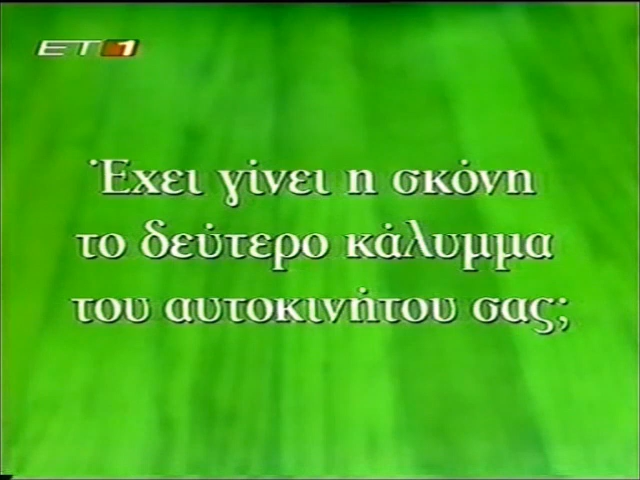 ET1
Έχει γίνει η σκόνη
το δεύτερο κάλυμμα
του αυτοκινήτου σας;